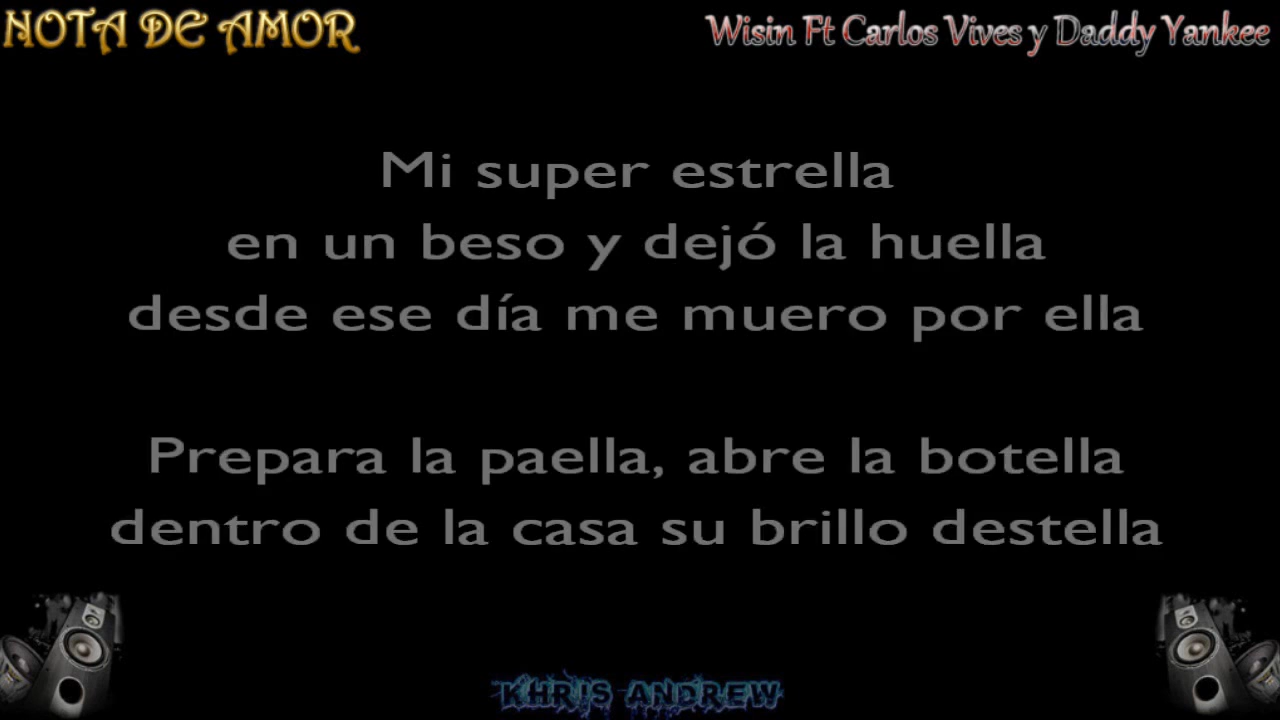 NOTA DE AMOR
Wisin Ft Carlos Vives y Daddy Yankee
Mi super estrella
en un beso y dejó la huella
desde ese día me muero por ella
Prepara la paella, abre la botella
dentro de la casa su brillo destella
KHRIS ANDREW